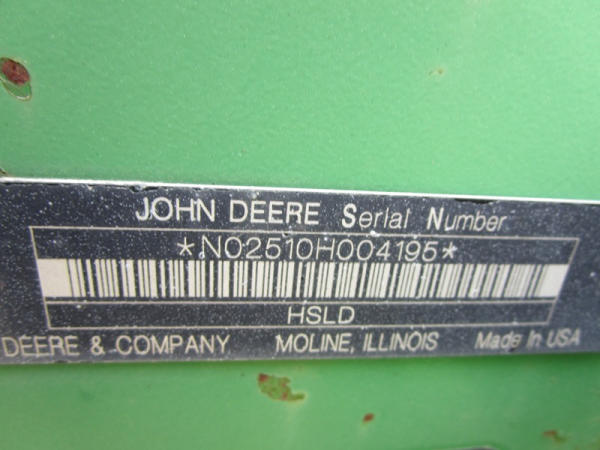 JOHN DEERE Serial Number
*N02510H004195*
HSLD
DEERE & COMPANY MOLINE, ILLINOIS Made In USA